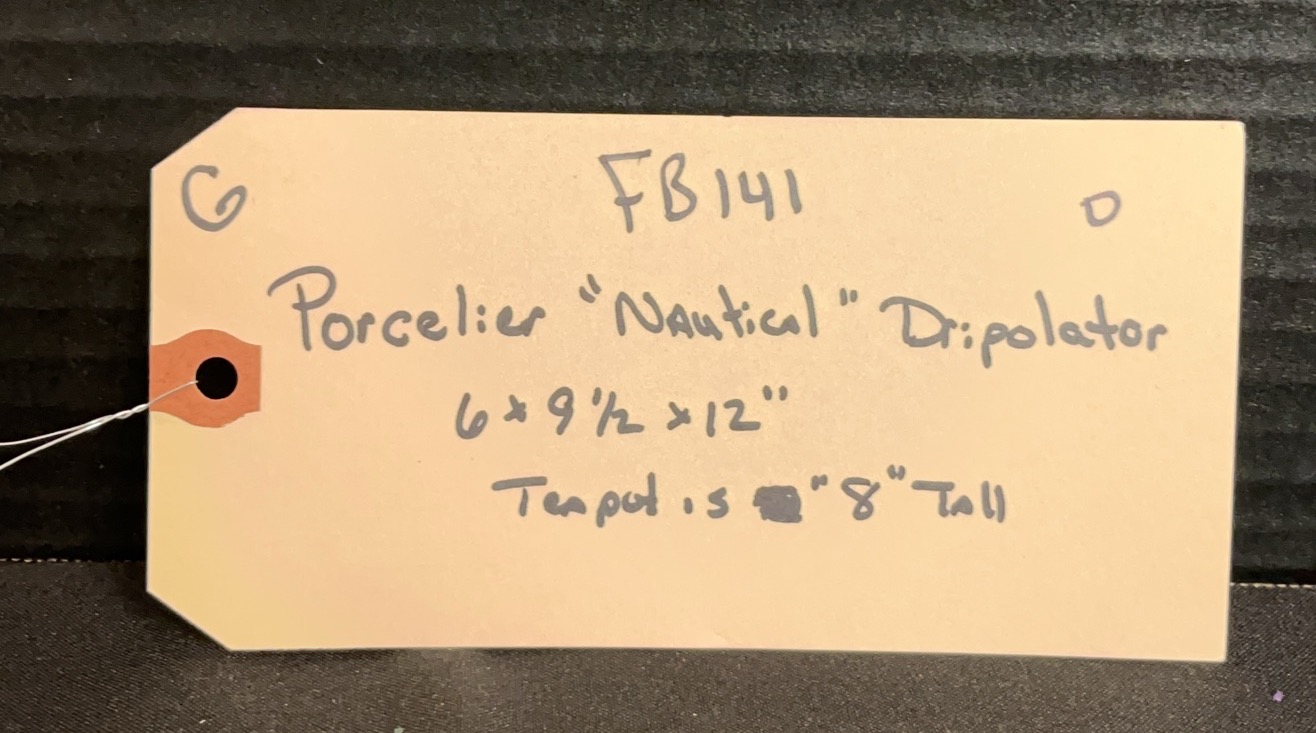 G FB141 O
Porcelier "Nautical" Dripolator
6 x 9 1/2 x 12"
Teapot is " 8" Tall